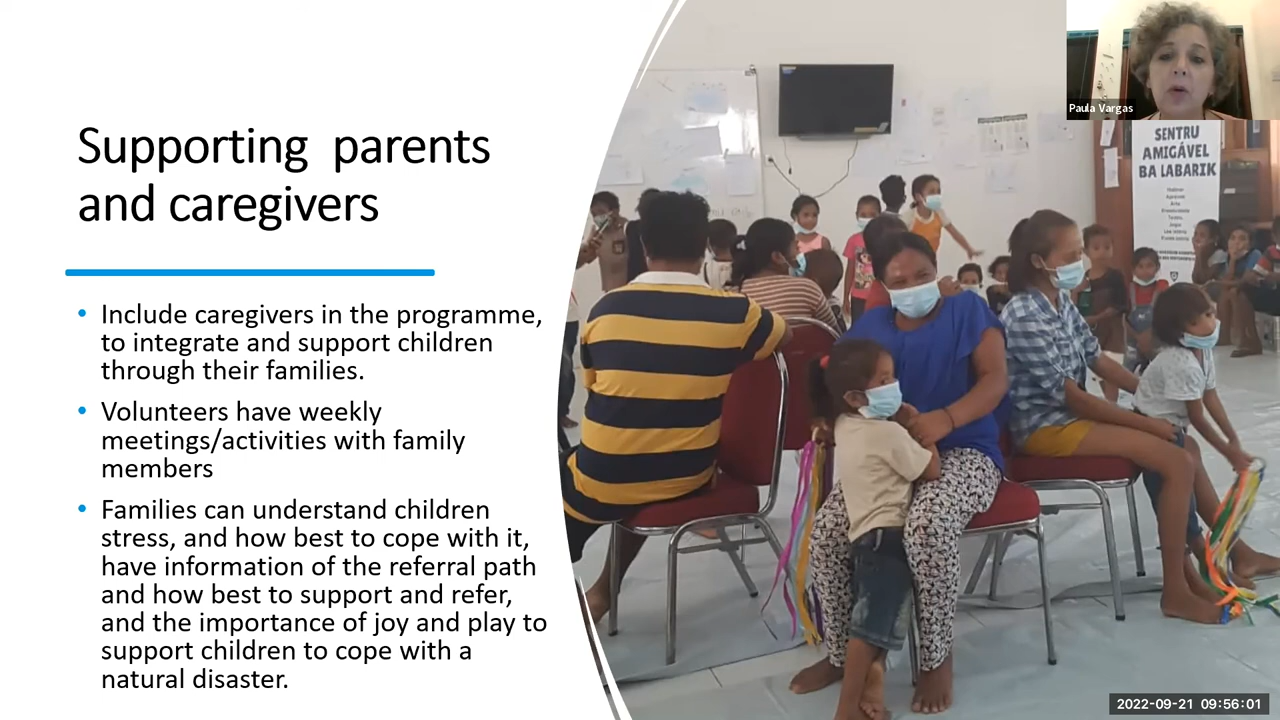 Supporting  parents
and caregivers
• Include caregivers in the programme,
to integrate and support children
through their families.
• Volunteers have weekly
meetings/activities with family
members
• Families can understand children
stress, and how best to cope with it,
have information of the referral path
and how best to support and refer,
and the importance of joy and play to
support children to cope with a
natural disaster.
Paula Vargas
SENTRU
AMIGÁVEL
BA LABARIK
2022-09-21 09:56:01